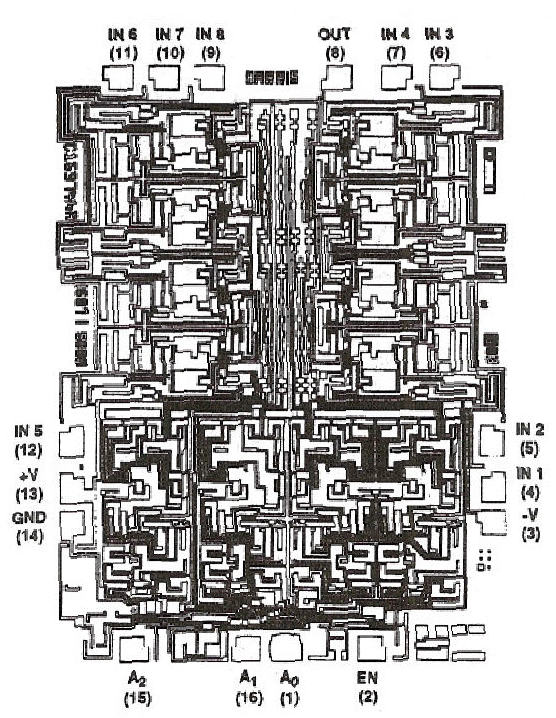 IN 6 IN 7 IN 8 OUT IN 4 IN 3
(11) (10) (9) (8) (7) (6)
HARRIS
IN 5
(12)
+V
(13)
GND
(14)
IN 2
(5)
IN 1
(4)
-V
(3)
A2 A1 A0 EN
(15) (16) (1) (2)